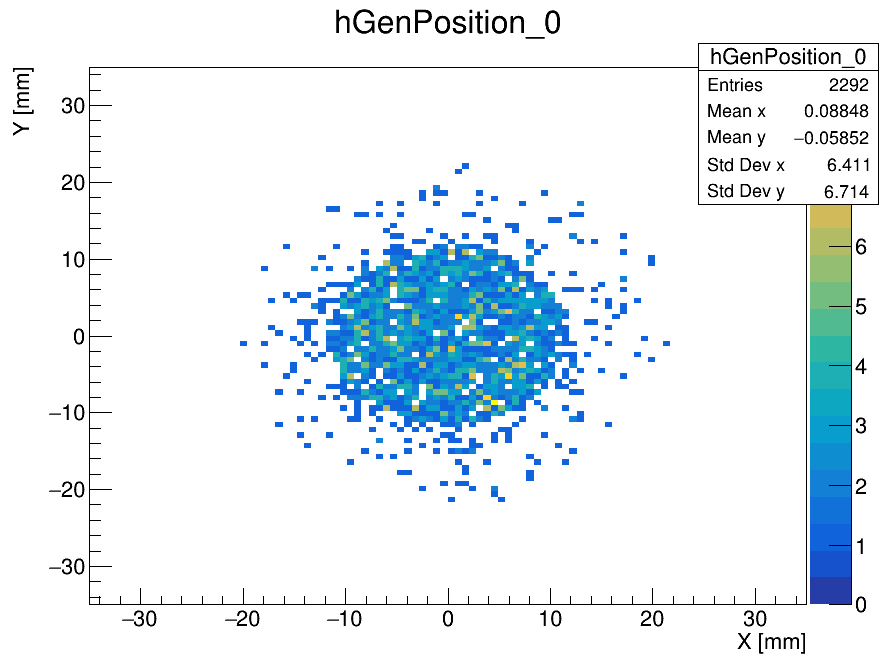 hGenPosition_0
hGenPosition_0
Entries 2292
Mean x 0.08848
Mean y −0.05852
Std Dev x 6.411
Std Dev y 6.714
Y [mm]
30
20
10
0
−10
−20
−30
−30 −20 −10 0 10 20 30
X [mm]
6
5
4
3
2
1
0